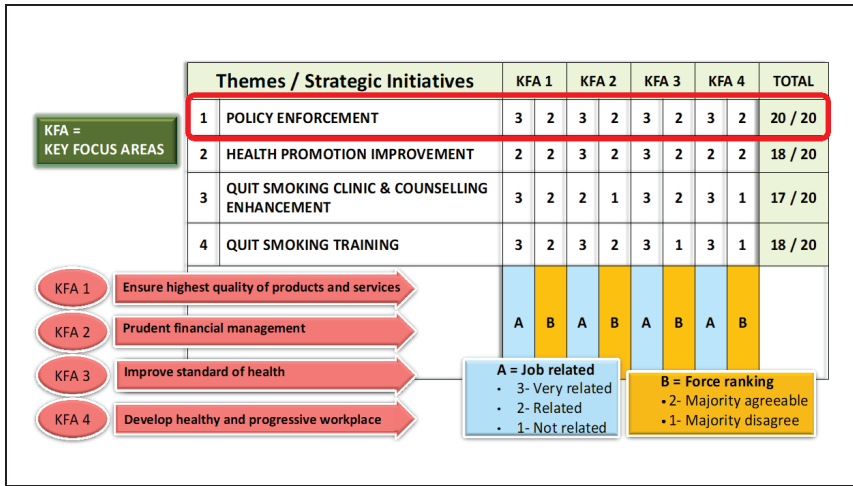 Themes / Strategic Initiatives KFA 1 KFA 2 KFA 3 KFA 4 TOTAL
1 POLICY ENFORCEMENT 3 2 3 2 3 2 3 2 20 / 20
KFA =
KEY FOCUS AREAS
2 HEALTH PROMOTION IMPROVEMENT 2 2 3 2 3 2 2 2 18 / 20
3 QUIT SMOKING CLINIC & COUNSELLING
ENHANCEMENT 3 2 2 1 3 2 3 1 17 / 20
4 QUIT SMOKING TRAINING 3 2 3 2 3 1 3 1 18 / 20
KFA 1 Ensure highest quality of products and services
KFA 2 Prudent financial management
KFA 3 Improve standard of health
KFA 4 Develop healthy and progressive workplace
A B A B A B A B
A = Job related
• 3- Very related
• 2- Related
• 1- Not related
B = Force ranking
• 2- Majority agreeable
• 1- Majority disagree